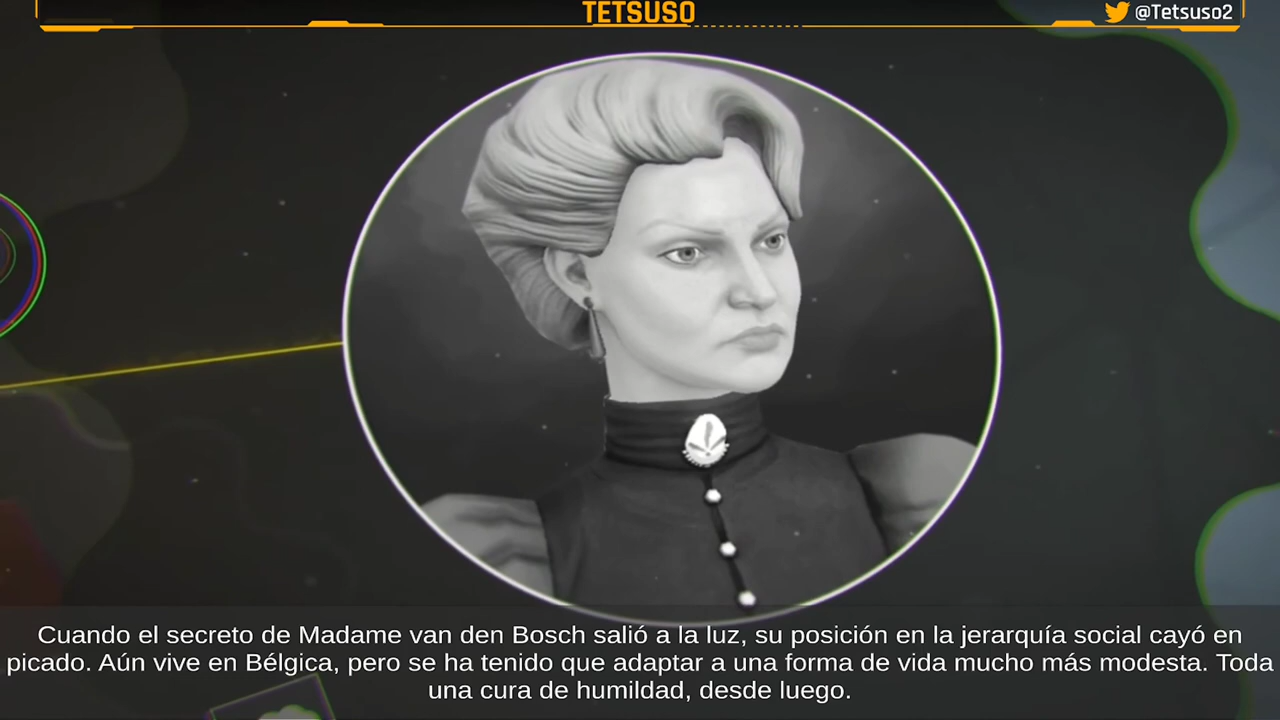 TETSUSO
@Tetsuso2
Cuando el secreto de Madame van den Bosch salió a la luz, su posición en la jerarquía social cayó en
picado. Aún vive en Bélgica, pero se ha tenido que adaptar a una forma de vida mucho más modesta. Toda
una cura de humildad, desde luego.